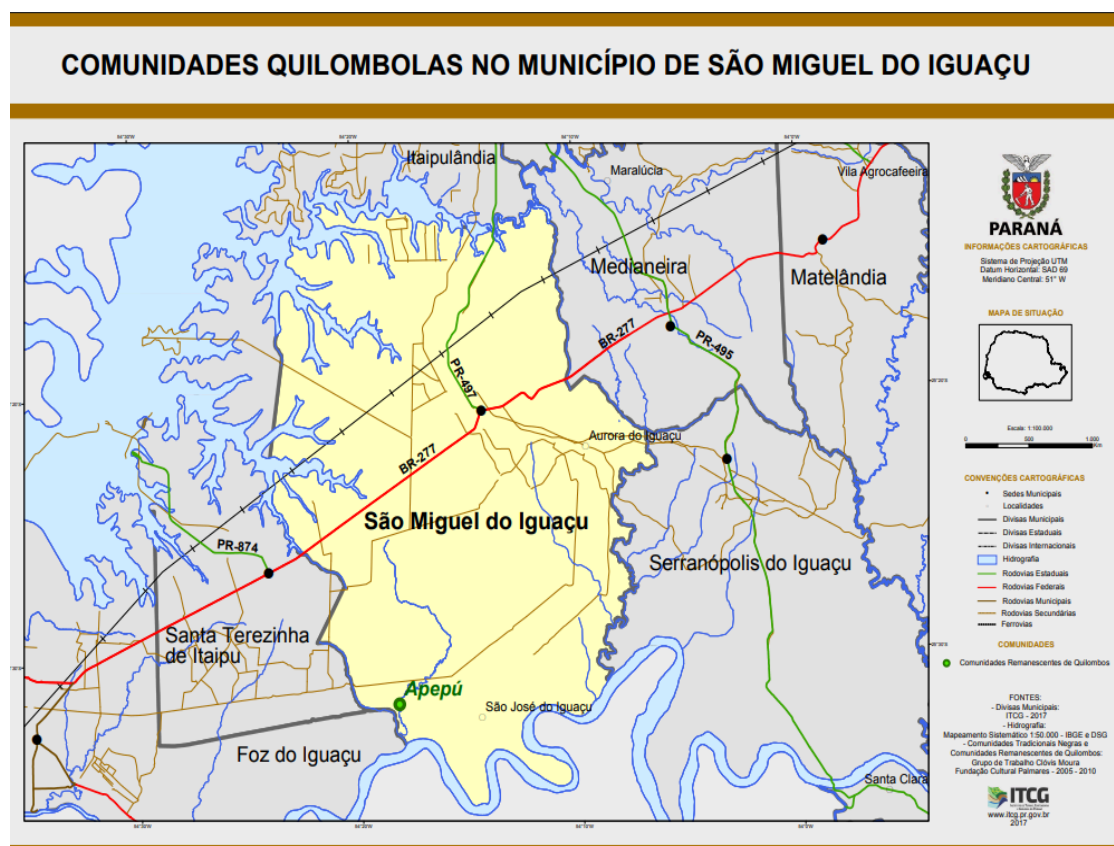 COMUNIDADES QUILOMBOLAS NO MUNICÍPIO DE SÃO MIGUEL DO IGUAÇU
Itaipulândia
Maralúcia
Vila Agrocafeeira
Medianeira
Matelândia
BR-277
PR-495
PR-497
Aurora do Iguaçu
BR-277
São Miguel do Iguaçu
PR-874
Serranópolis do Iguaçu
Santa Terezinha
de Itaipu
Apepú
São José do Iguaçu
Foz do Iguaçu
Santa Clara
PARANÁ
INFORMAÇÕES CARTOGRÁFICAS
Sistema de Projeção UTM
Datum Horizontal: SAD 69
Meridiano Central: 51° W
MAPA DE SITUAÇÃO
Escala: 1:100.000
0 500 1.000
Km
CONVENÇÕES CARTOGRÁFICAS
Sedes Municipais
Localidades
Divisas Municipais
Divisas Estaduais
Divisas Internacionais
Hidrografia
Rodovias Estaduais
Rodovias Federais
Rodovias Municipais
Rodovias Secundárias
Ferrovias
COMUNIDADES
Comunidades Remanescentes de Quilombos
FONTES:
- Divisas Municipais:
ITCG - 2017
- Hidrografia:
Mapeamento Sistemático 1:50.000 - IBGE e DSG
- Comunidades Tradicionais Negras e
Comunidades Remanescentes de Quilombos:
Grupo de Trabalho Clóvis Moura
Fundação Cultural Palmares - 2005 - 2010
ITCG
www.itcg.pr.gov.br
2017